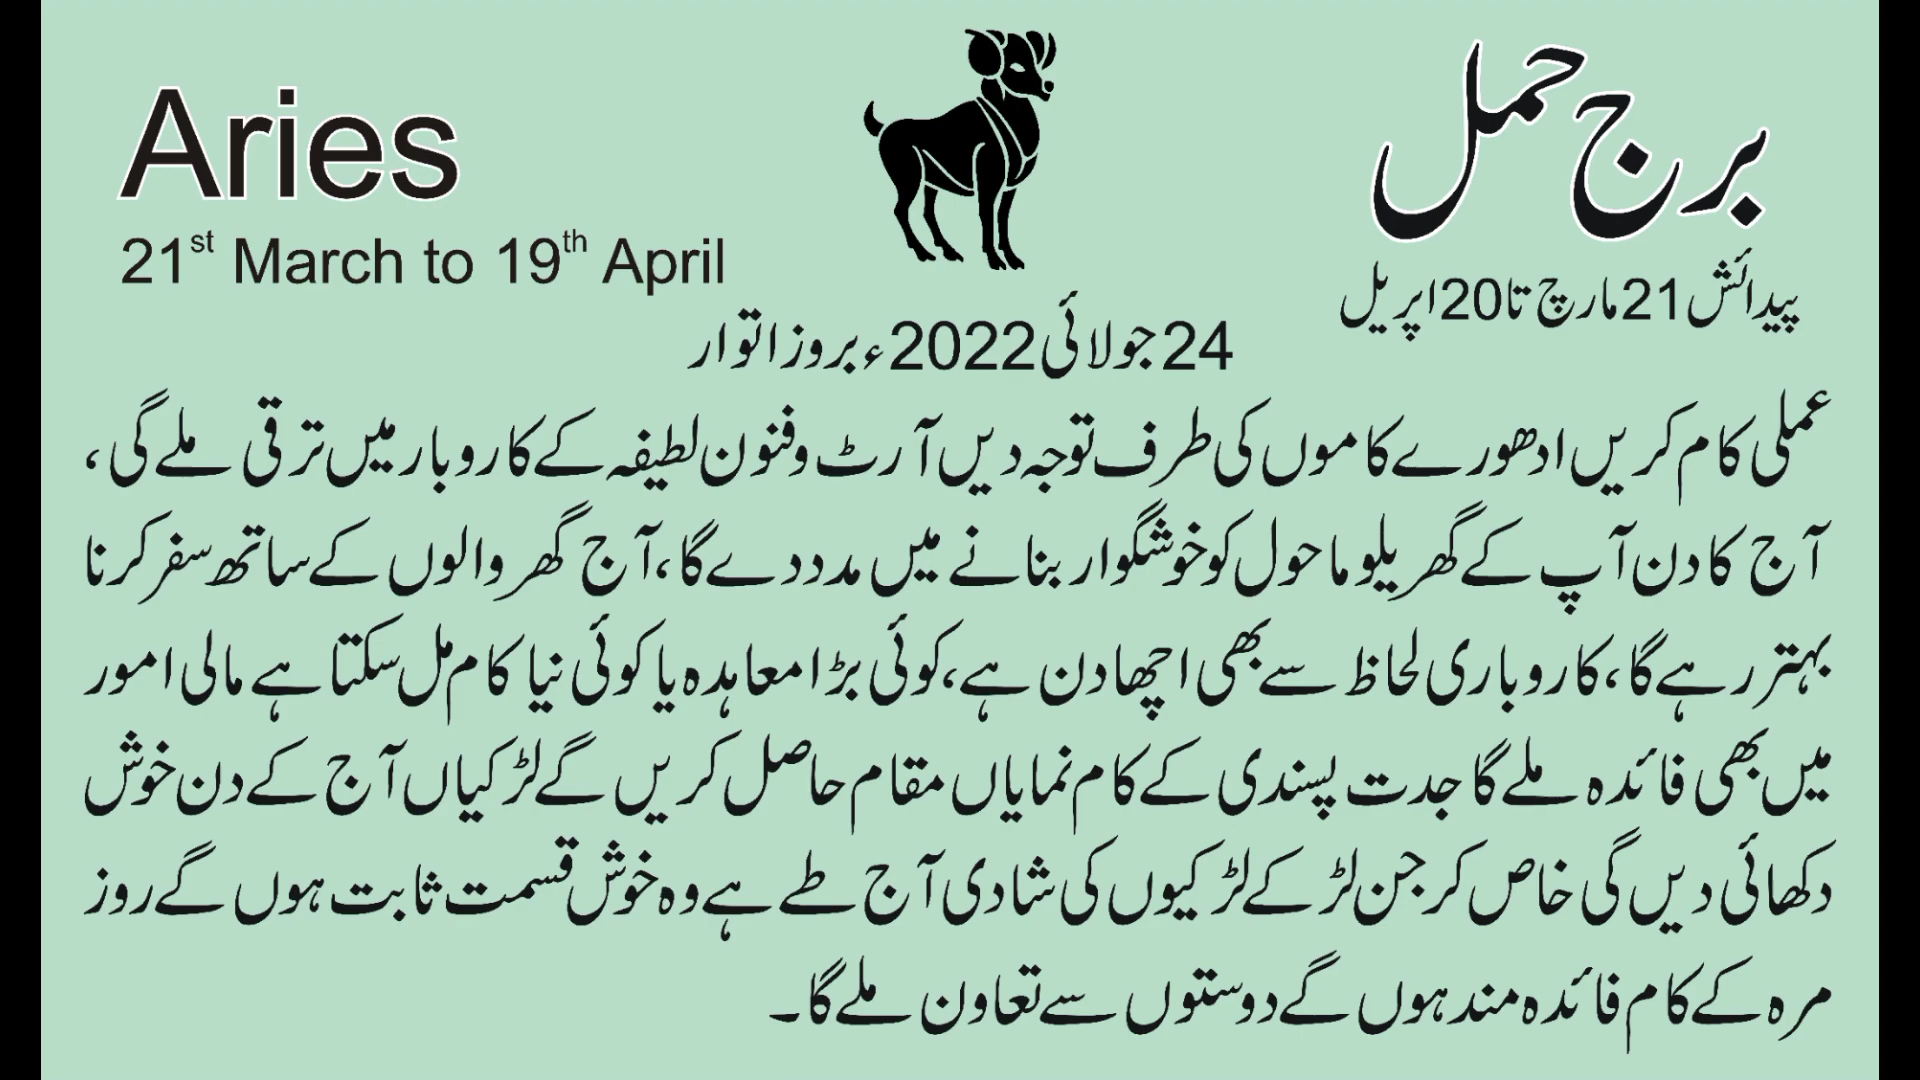 Aries
برج حمل
21st March to 19th April
پیدائش 21 مارچ تا 20 اپریل
24 جولائی 2022ء بروز اتوار
عملی کام کریں ادھورے کاموں کی طرف توجہ دیں آرٹ و فنون لطیفہ کے کاروبار میں ترقی ملے گی،
آج کا دن آپ کے گھریلو ماحول کو خوشگوار بنانے میں مدد دے گا، آج گھر والوں کے ساتھ سفر کرنا
بہتر رہے گا، کاروباری لحاظ سے بھی اچھا دن ہے، کوئی بڑا معاہدہ یا کوئی نیا کام مل سکتا ہے مالی امور
میں بھی فائدہ ملے گا جدت پسندی کے کام نمایاں مقام حاصل کریں گے لڑکیاں آج کے دن خوش
دکھائی دیں گی خاص کر جن لڑکے لڑکیوں کی شادی آج طے ہے وہ خوش قسمت ثابت ہوں گے روز
مرہ کے کام فائدہ مند ہوں گے دوستوں سے تعاون ملے گا۔